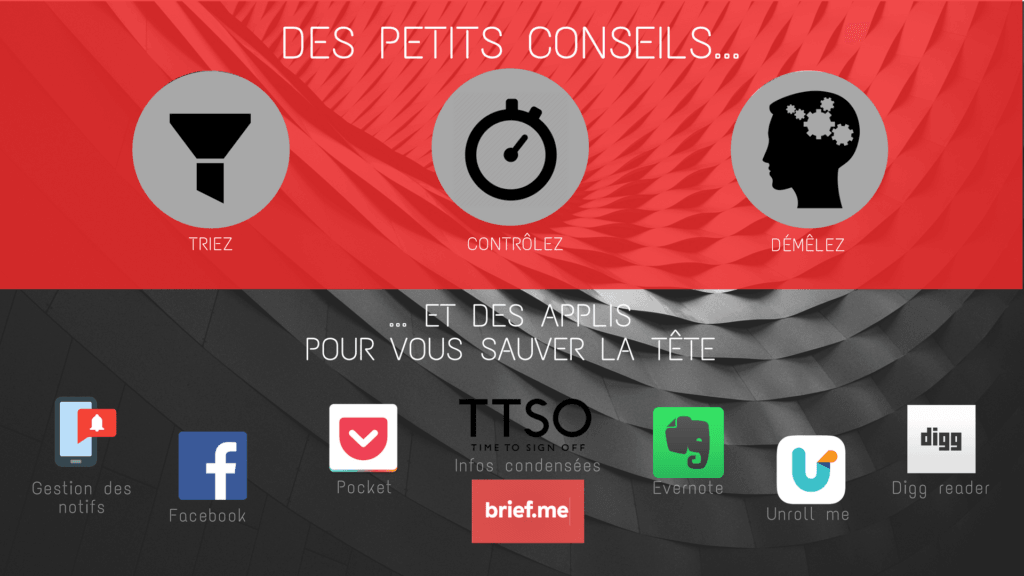 DES PETITS CONSEILS...
TRIEZ
CONTRÔLEZ
DÉMÊLEZ
... ET DES APPLIS
POUR VOUS SAUVER LA TÊTE
Gestion des
notifs
Facebook
Pocket
TTSO
TIME TO SIGN OFF
Infos condensées
brief.me
Evernote
Unroll me
digg
Digg reader